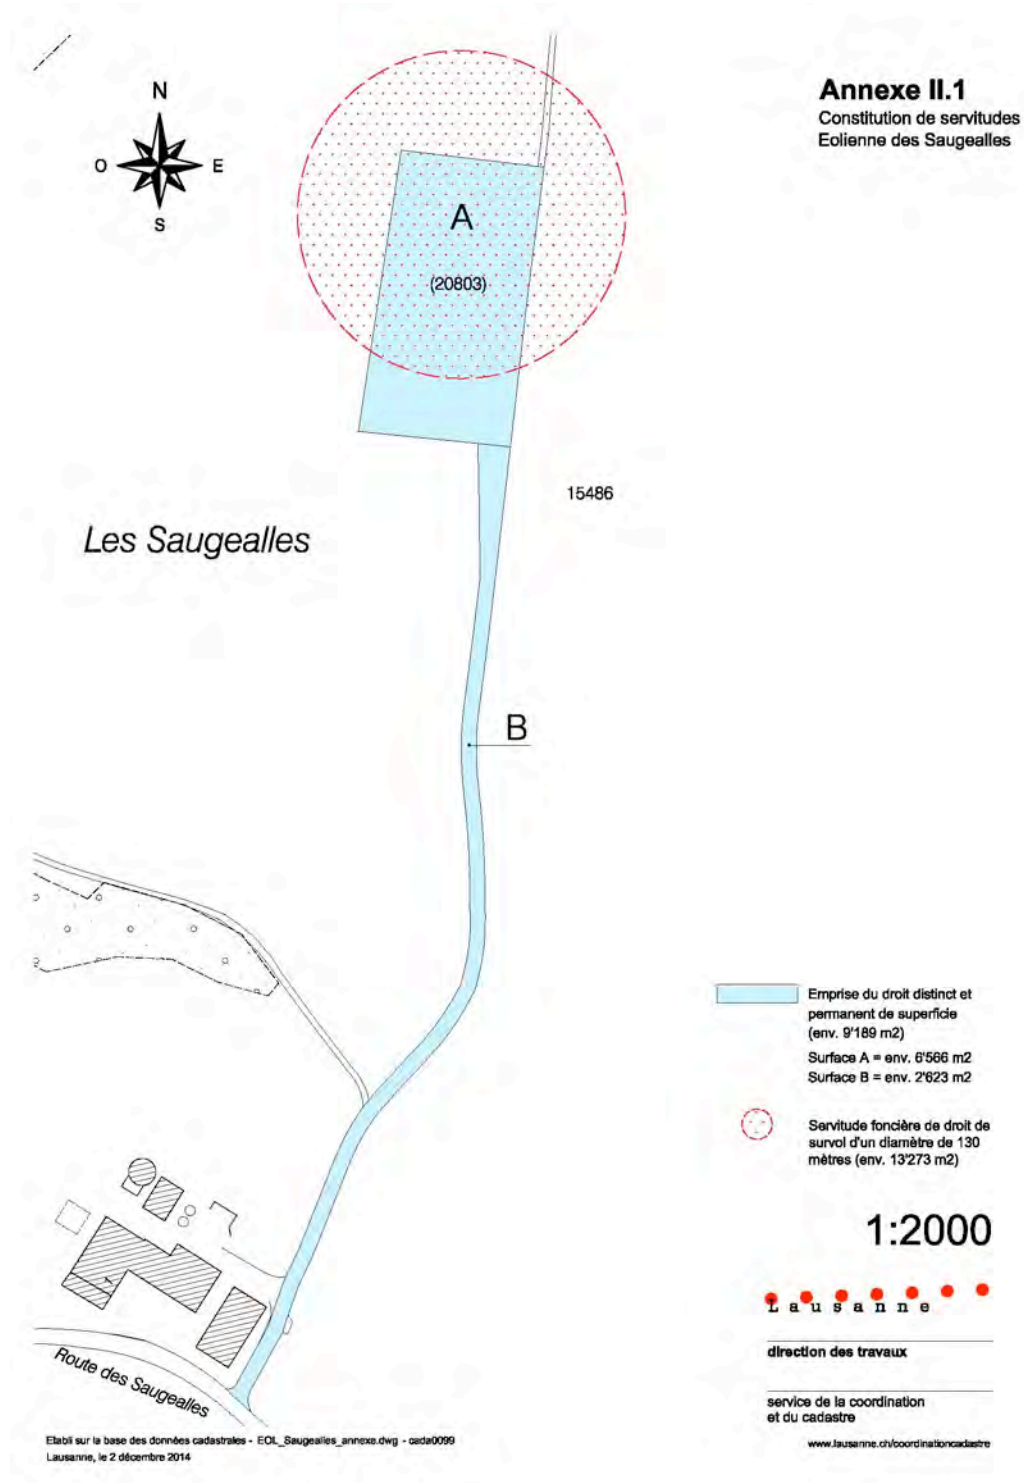 Annexe II.1
Constitution de servitudes
Eolienne des Saugealles
N
O
E
S
A
(20803)
15486
Les Saugealles
B
Emprise du droit distinct et
permanent de superficie
(env. 9'189 m2)
Surface A = env. 6'566 m2
Surface B = env. 2'623 m2
Servitude foncière de droit de
survol d'un diamètre de 130
mètres (env. 13'273 m2)
1:2000
Lausanne
direction des travaux
service de la coordination
et du cadastre
www.lausanne.ch/coordinationcadastre
Route des Saugealles
Etabli sur la base des données cadastrales - EOL_Saugealles_annexe.dwg - cada0099
Lausanne, le 2 décembre 2014